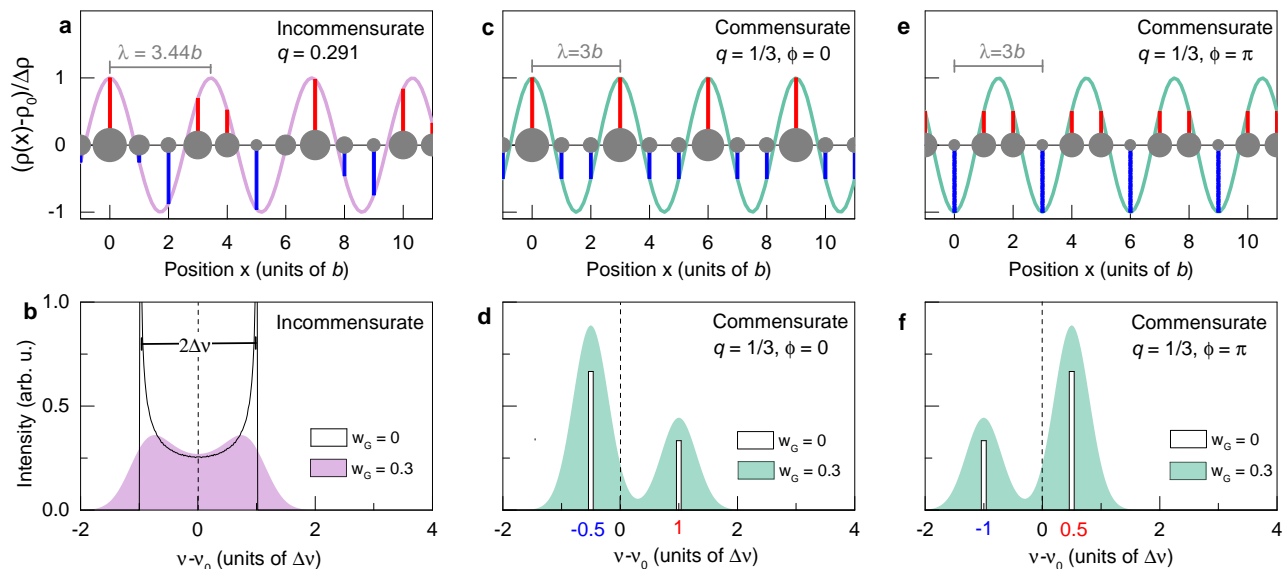 a
Incommensurate
q = 0.291
λ = 3.44b
(ρ(x)-ρ0)/Δρ
1
0
-1
0 2 4 6 8 10
Position x (units of b)
c
Commensurate
q = 1/3, ϕ = 0
λ=3b
0 2 4 6 8 10
Position x (units of b)
e
Commensurate
q = 1/3, ϕ = π
λ=3b
0 2 4 6 8 10
Position x (units of b)
b
Incommensurate
2Δν
Intensity (arb. u.)
1.0
0.5
0.0
wG = 0
wG = 0.3
-2 0 2 4
ν-ν0 (units of Δν)
d
Commensurate
q = 1/3, ϕ = 0
wG = 0
wG = 0.3
-2 -0.5 0 1 2 4
ν-ν0 (units of Δν)
f
Commensurate
q = 1/3, ϕ = π
wG = 0
wG = 0.3
-2 -1 0 0.5 2 4
ν-ν0 (units of Δν)